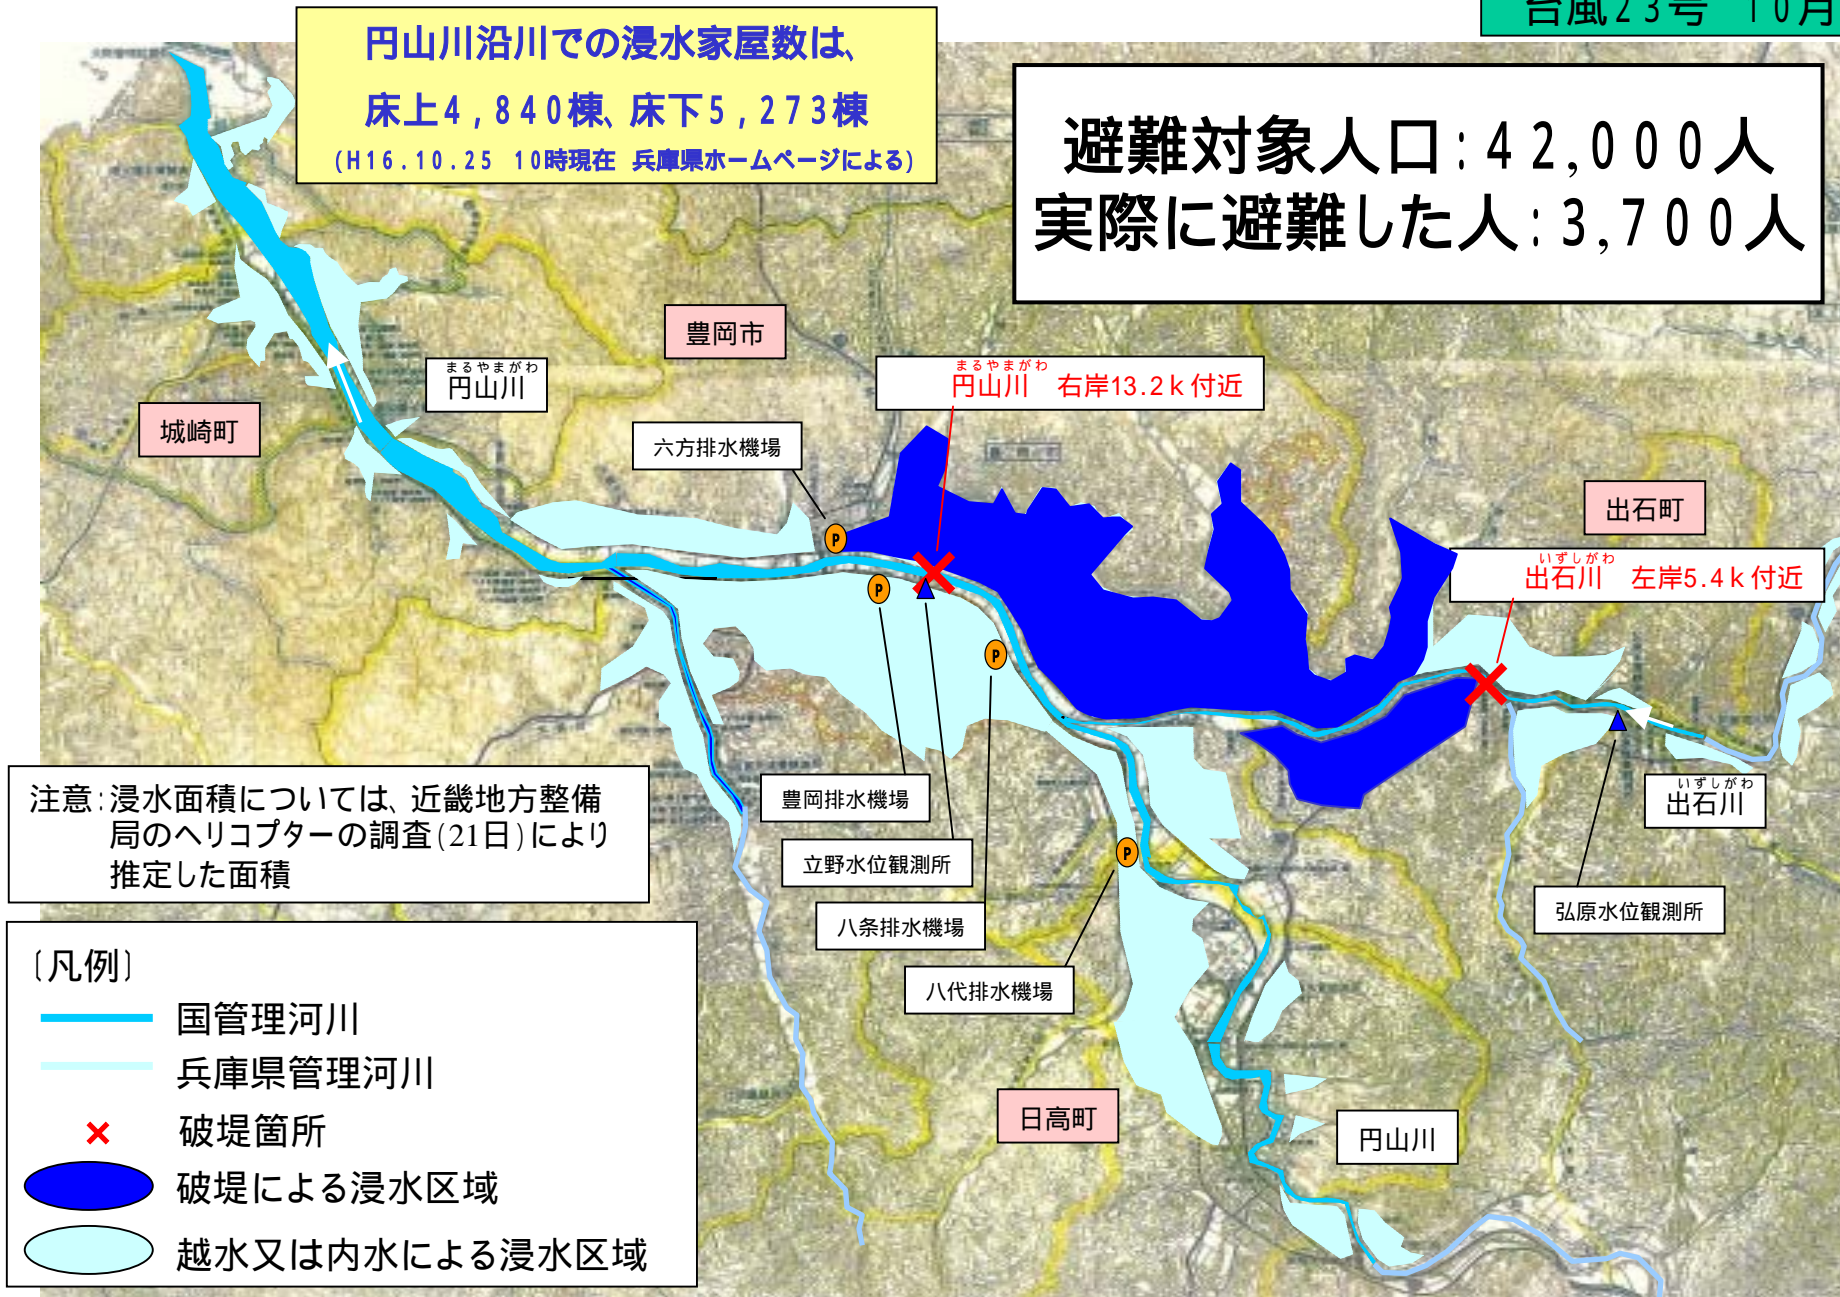 台風23号 10月
円山川沿川での浸水家屋数は、
床上4,840棟、床下5,273棟
(H16.10.25 10時現在 兵庫県ホームページによる)
避難対象人口:42,000人
実際に避難した人:3,700人
豊岡市
まるやまがわ
円山川
まるやまがわ
円山川 右岸13.2k付近
城崎町
六方排水機場
出石町
いずしがわ
出石川 左岸5.4k付近
P
P
P
P
豊岡排水機場
立野水位観測所
八条排水機場
八代排水機場
いずしがわ
出石川
弘原水位観測所
日高町
円山川
注意:浸水面積については、近畿地方整備
局のヘリコプターの調査(21日)により
推定した面積
〔凡例〕
国管理河川
兵庫県管理河川
破堤箇所
破堤による浸水区域
越水又は内水による浸水区域